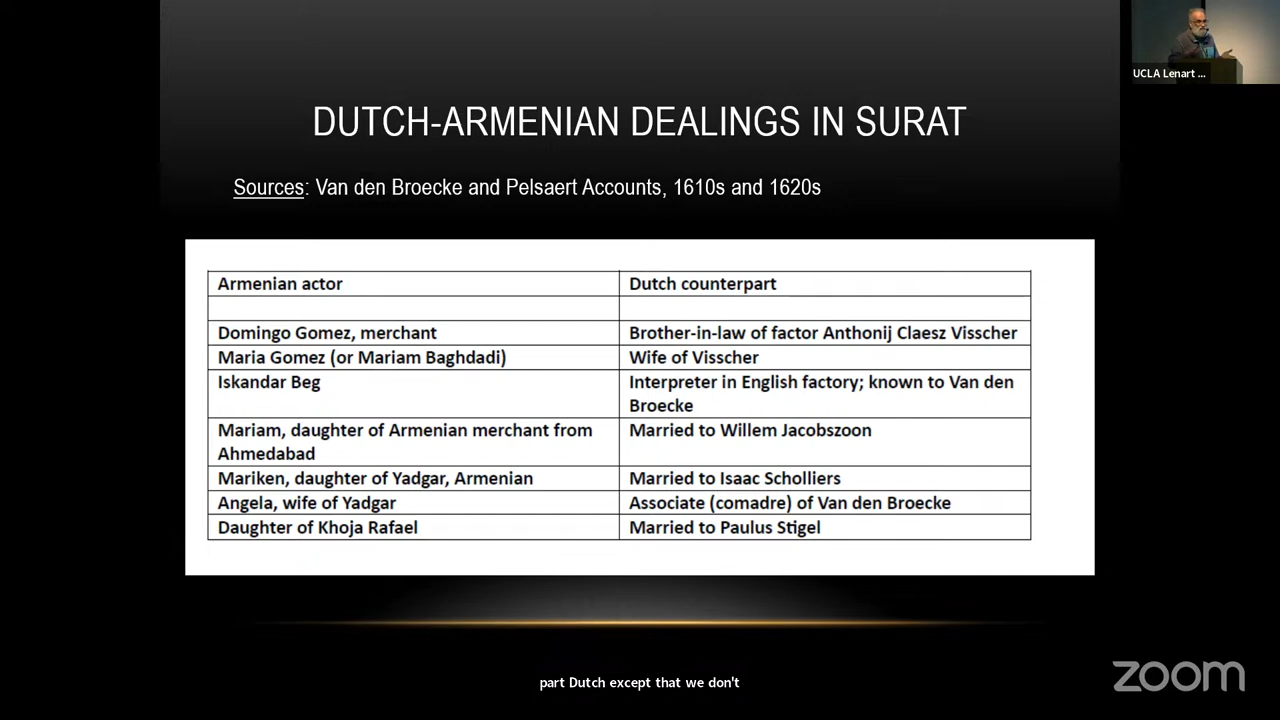 UCLA Lenart ...
DUTCH-ARMENIAN DEALINGS IN SURAT
Sources: Van den Broecke and Pelsaert Accounts, 1610s and 1620s
Armenian actor
Dutch counterpart
Domingo Gomez, merchant
Brother-in-law of factor Anthonij Claesz Visscher
Maria Gomez (or Mariam Baghdadi)
Wife of Visscher
Iskandar Beg
Interpreter in English factory; known to Van den
Broecke
Mariam, daughter of Armenian merchant from
Ahmedabad
Married to Willem Jacobszoon
Mariken, daughter of Yadgar, Armenian
Married to Isaac Scholliers
Angela, wife of Yadgar
Associate (comadre) of Van den Broecke
Daughter of Khoja Rafael
Married to Paulus Stigel
part Dutch except that we don't
ZOOM